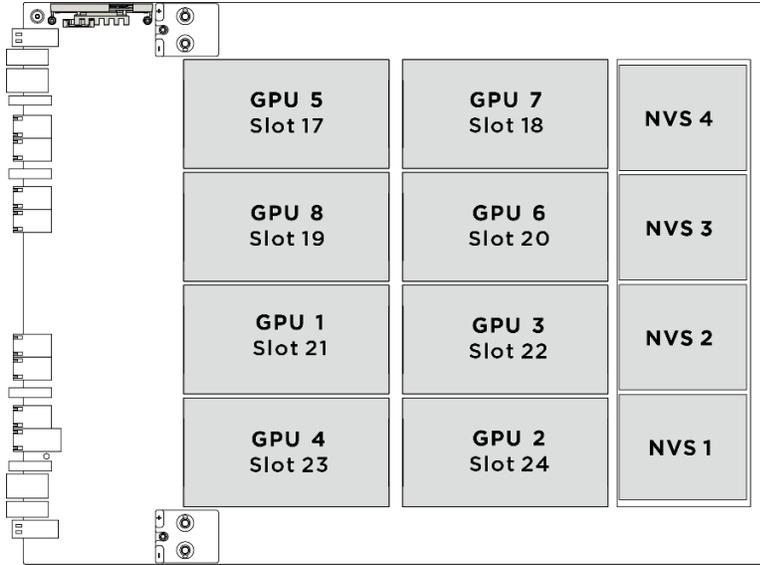 GPU 5
Slot 17
GPU 7
Slot 18
NVS 4
GPU 8
Slot 19
GPU 6
Slot 20
NVS 3
GPU 1
Slot 21
GPU 3
Slot 22
NVS 2
GPU 4
Slot 23
GPU 2
Slot 24
NVS 1